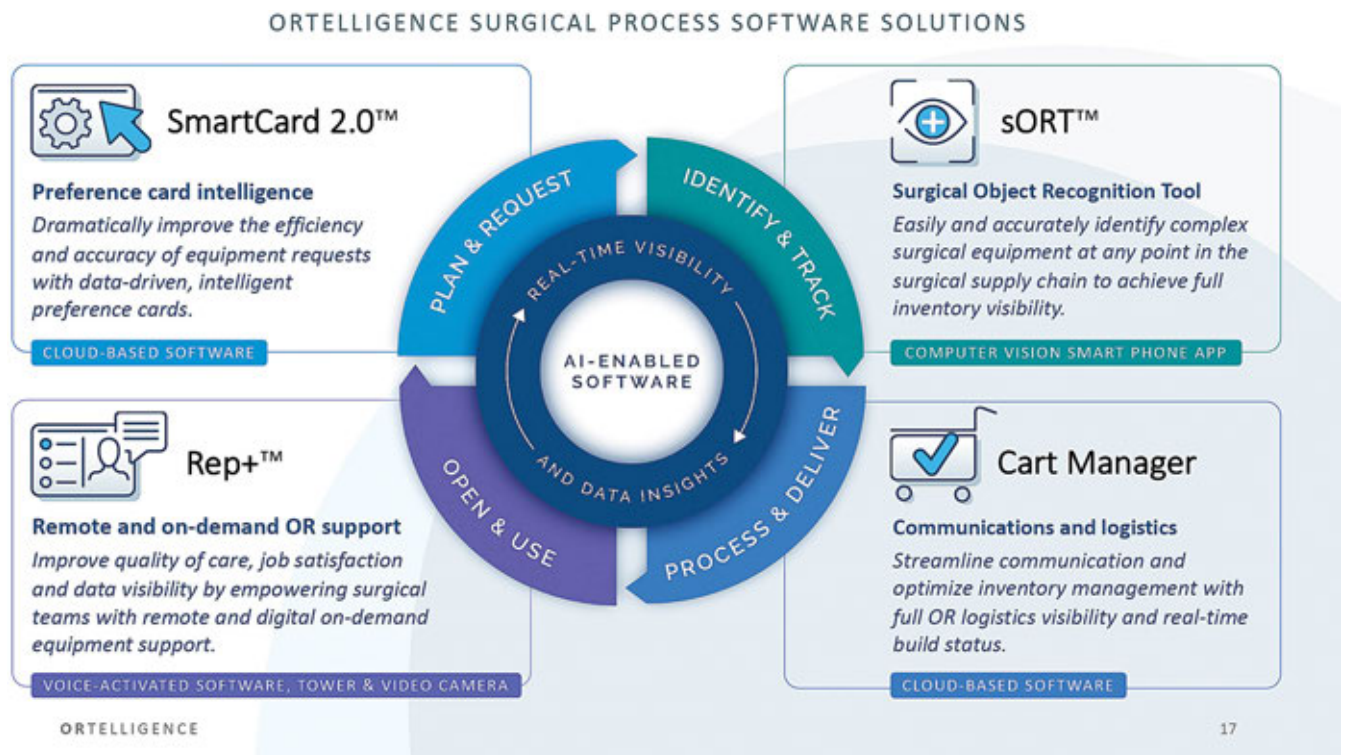 ORTELLIGENCE SURGICAL PROCESS SOFTWARE SOLUTIONS
SmartCard 2.0™
Preference card intelligence
Dramatically improve the efficiency
and accuracy of equipment requests
with data-driven, intelligent
preference cards.
CLOUD-BASED SOFTWARE
sORT™
Surgical Object Recognition Tool
Easily and accurately identify complex
surgical equipment at any point in the
surgical supply chain to achieve full
inventory visibility.
COMPUTER VISION SMART PHONE APP
PLAN & REQUEST
IDENTIFY & TRACK
REAL-TIME VISIBILITY
AI-ENABLED
SOFTWARE
AND DATA INSIGHTS
OPEN & USE
PROCESS & DELIVER
Rep+™
Remote and on-demand OR support
Improve quality of care, job satisfaction
and data visibility by empowering surgical
teams with remote and digital on-demand
equipment support.
VOICE-ACTIVATED SOFTWARE, TOWER & VIDEO CAMERA
Cart Manager
Communications and logistics
Streamline communication and
optimize inventory management with
full OR logistics visibility and real-time
build status.
CLOUD-BASED SOFTWARE
ORTELLIGENCE
17